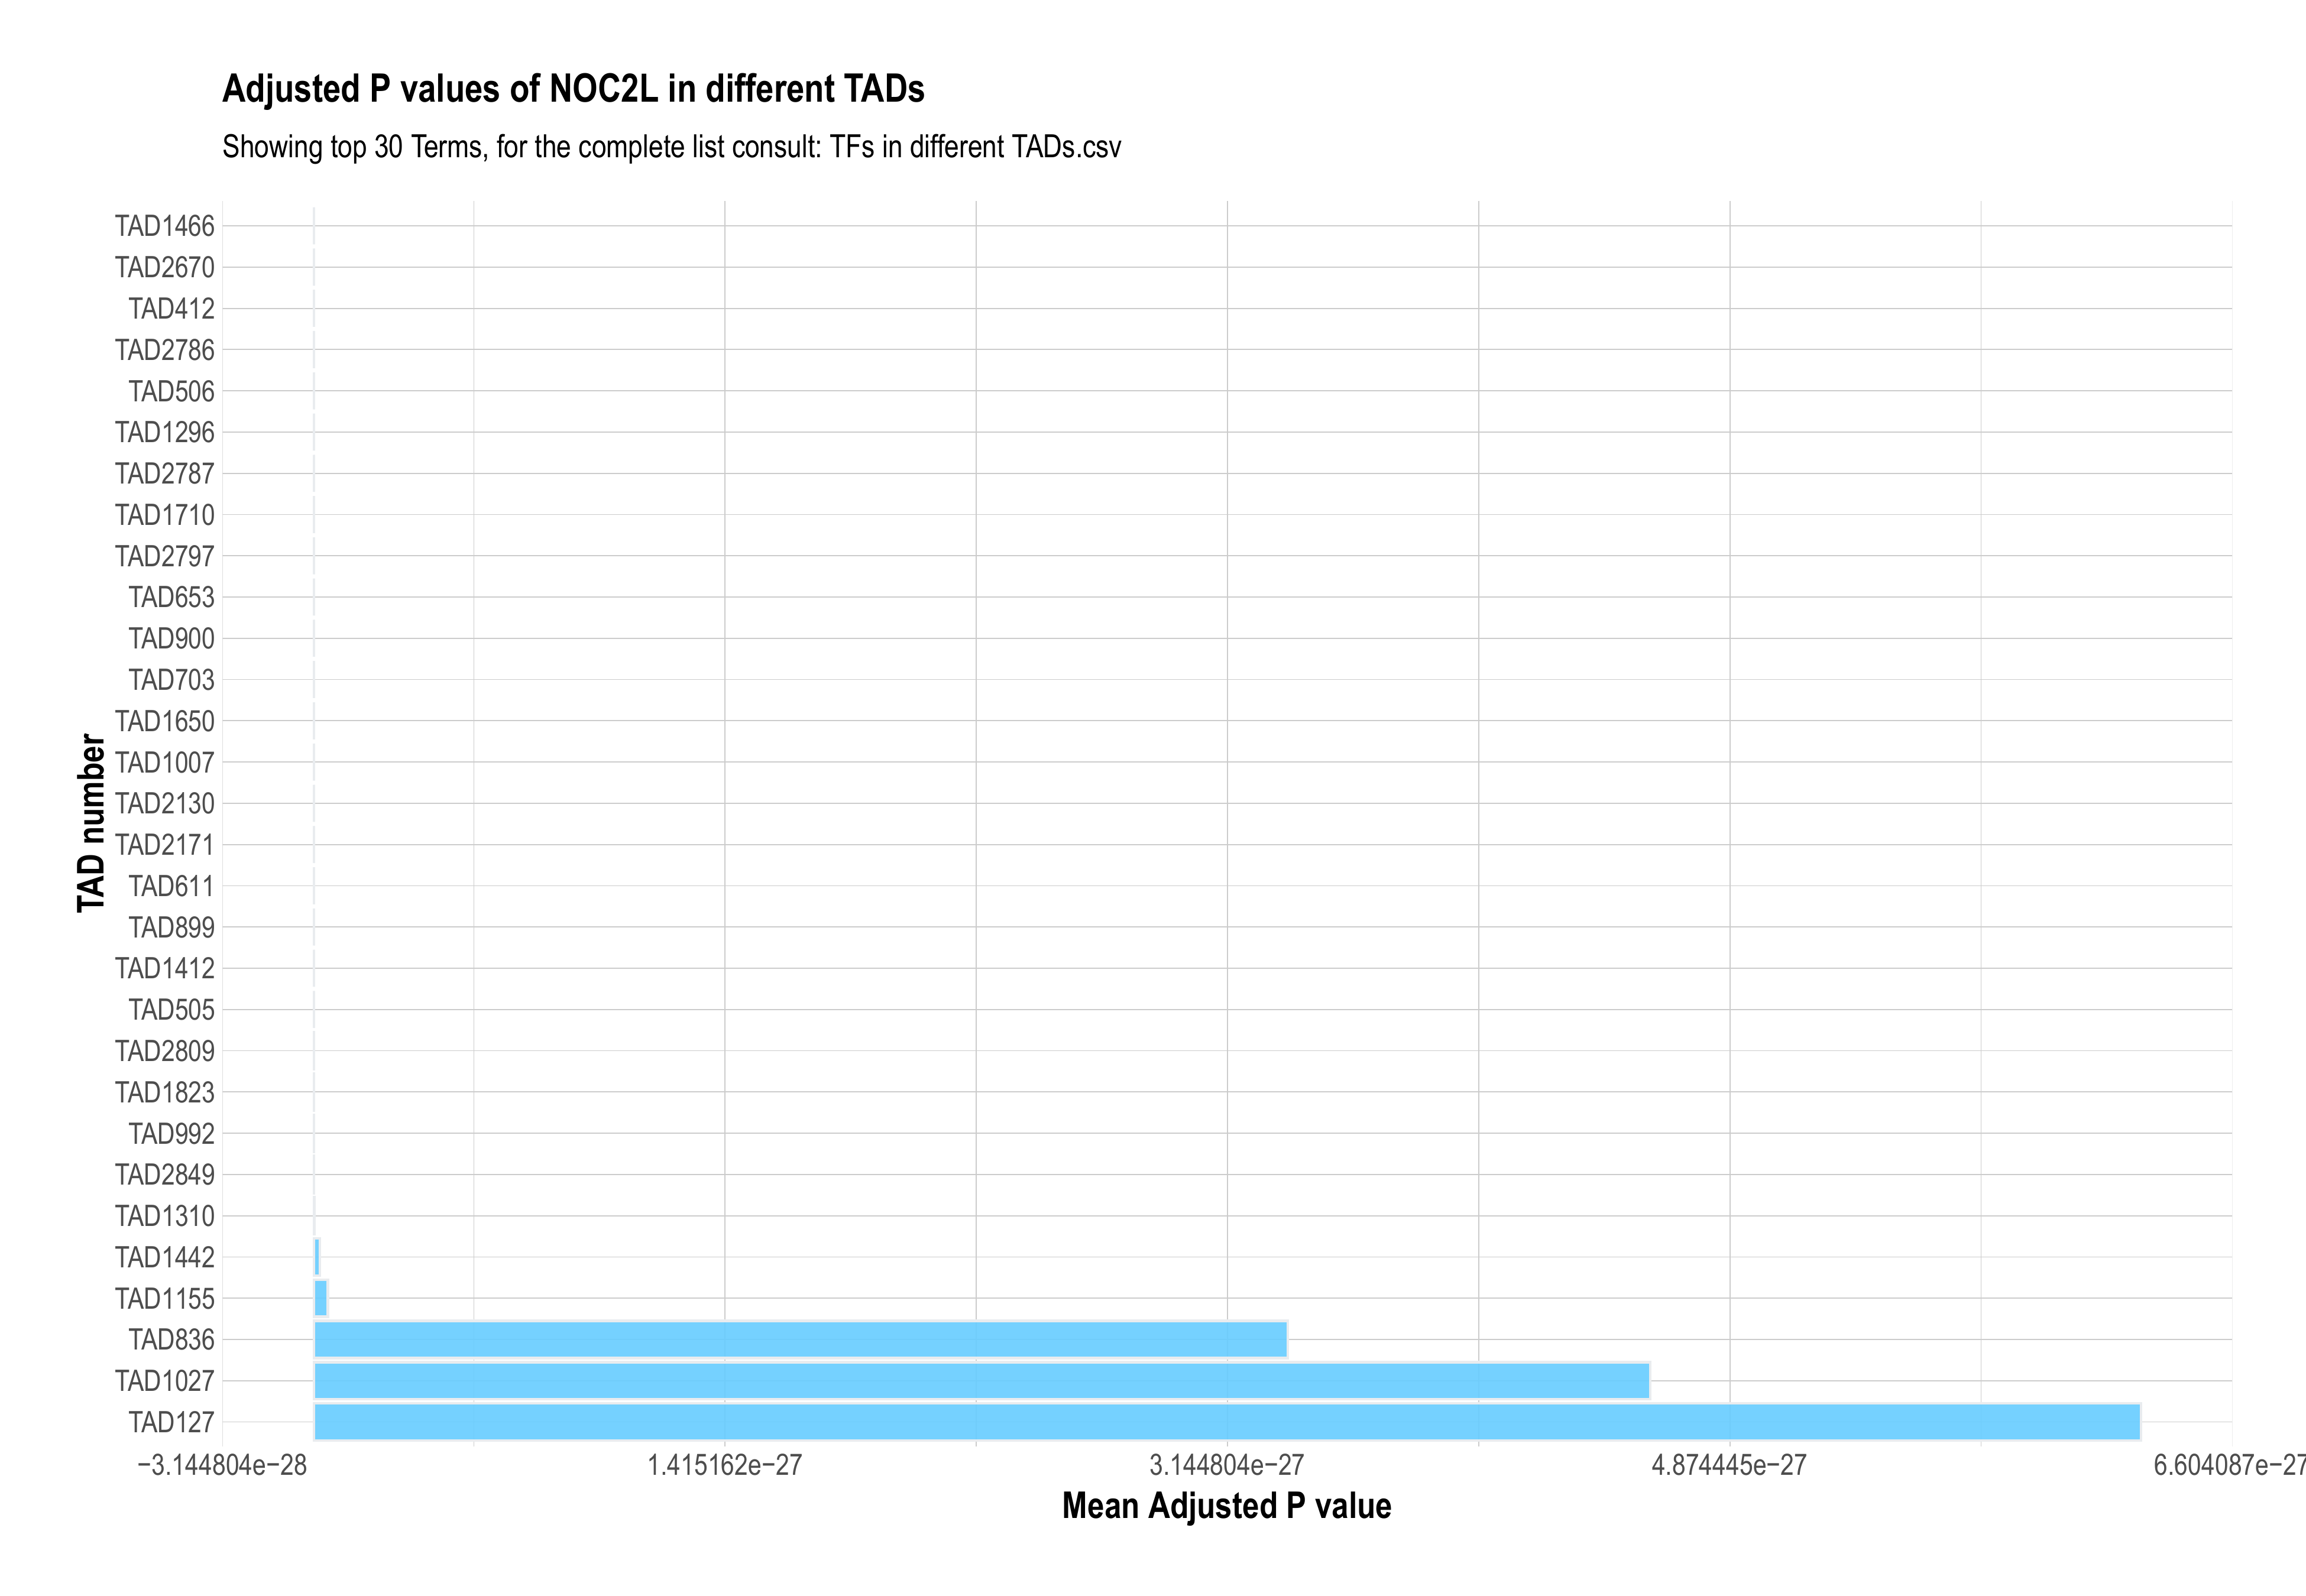 Adjusted P values of NOC2L in different TADs
Showing top 30 Terms, for the complete list consult: TFs in different TADs.csv
TAD number
TAD1466
TAD2670
TAD412
TAD2786
TAD506
TAD1296
TAD2787
TAD1710
TAD2797
TAD653
TAD900
TAD703
TAD1650
TAD1007
TAD2130
TAD2171
TAD611
TAD899
TAD1412
TAD505
TAD2809
TAD1823
TAD992
TAD2849
TAD1310
TAD1442
TAD1155
TAD836
TAD1027
TAD127
−3.144804e−28 1.415162e−27 3.144804e−27 4.874445e−27 6.604087e−27
Mean Adjusted P value